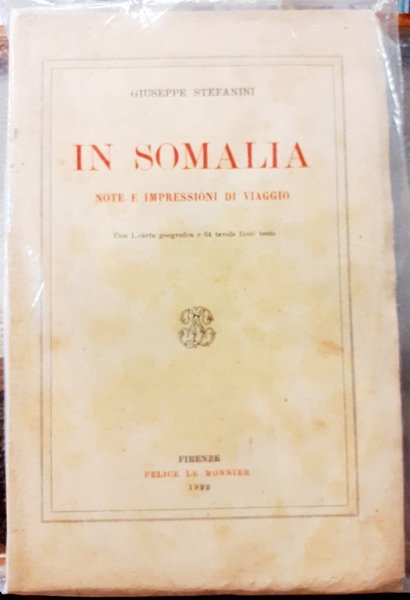 GIUSEPPE STEFANINI
IN SOMALIA
NOTE E IMPRESSIONI DI VIAGGIO
Con 1 carta geografica e 64 tavole fuori testo
FIRENZE
FELICE LE MONNIER
1922